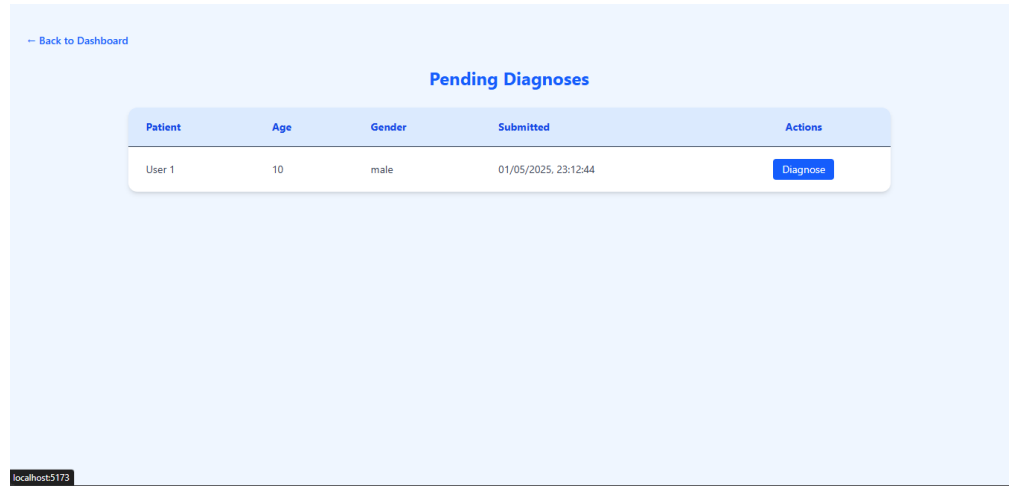 ← Back to Dashboard
Pending Diagnoses
Patient Age Gender Submitted Actions
User 1 10 male 01/05/2025, 23:12:44 Diagnose
localhost:5173